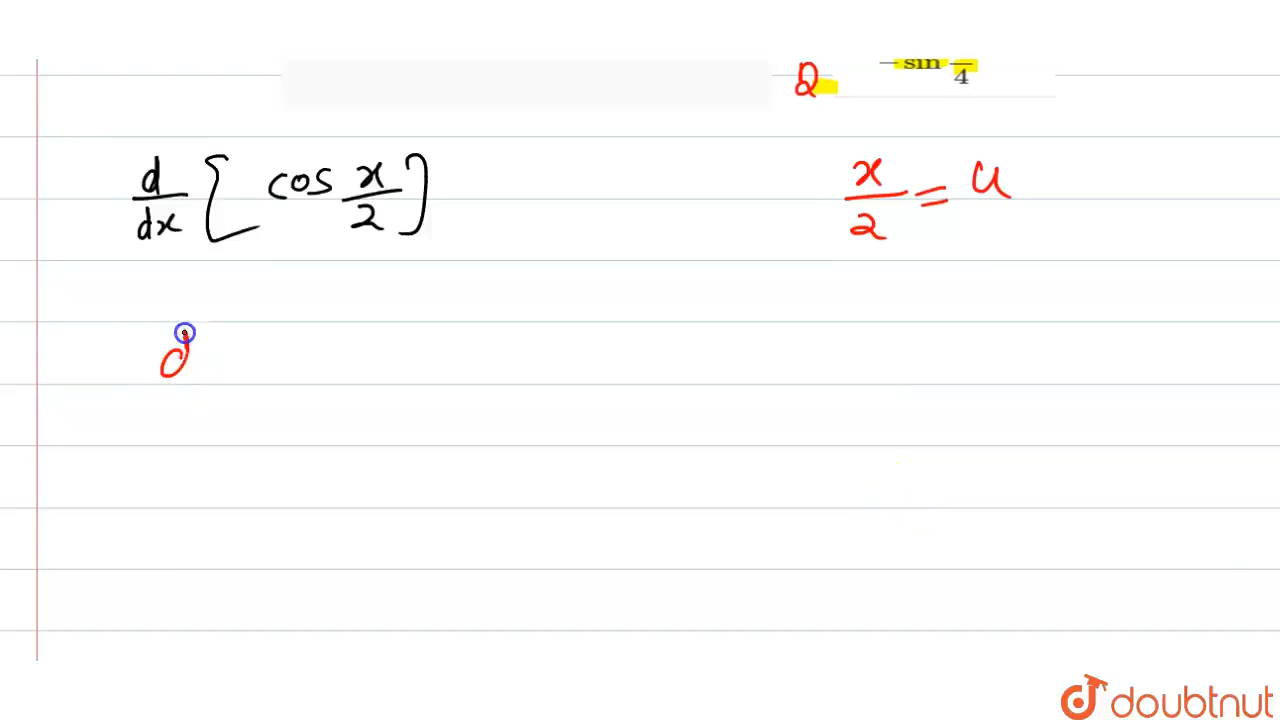 Q - sin —/4
d/dx [ cos x/2 ]
x/2 = u
d
doubtnut